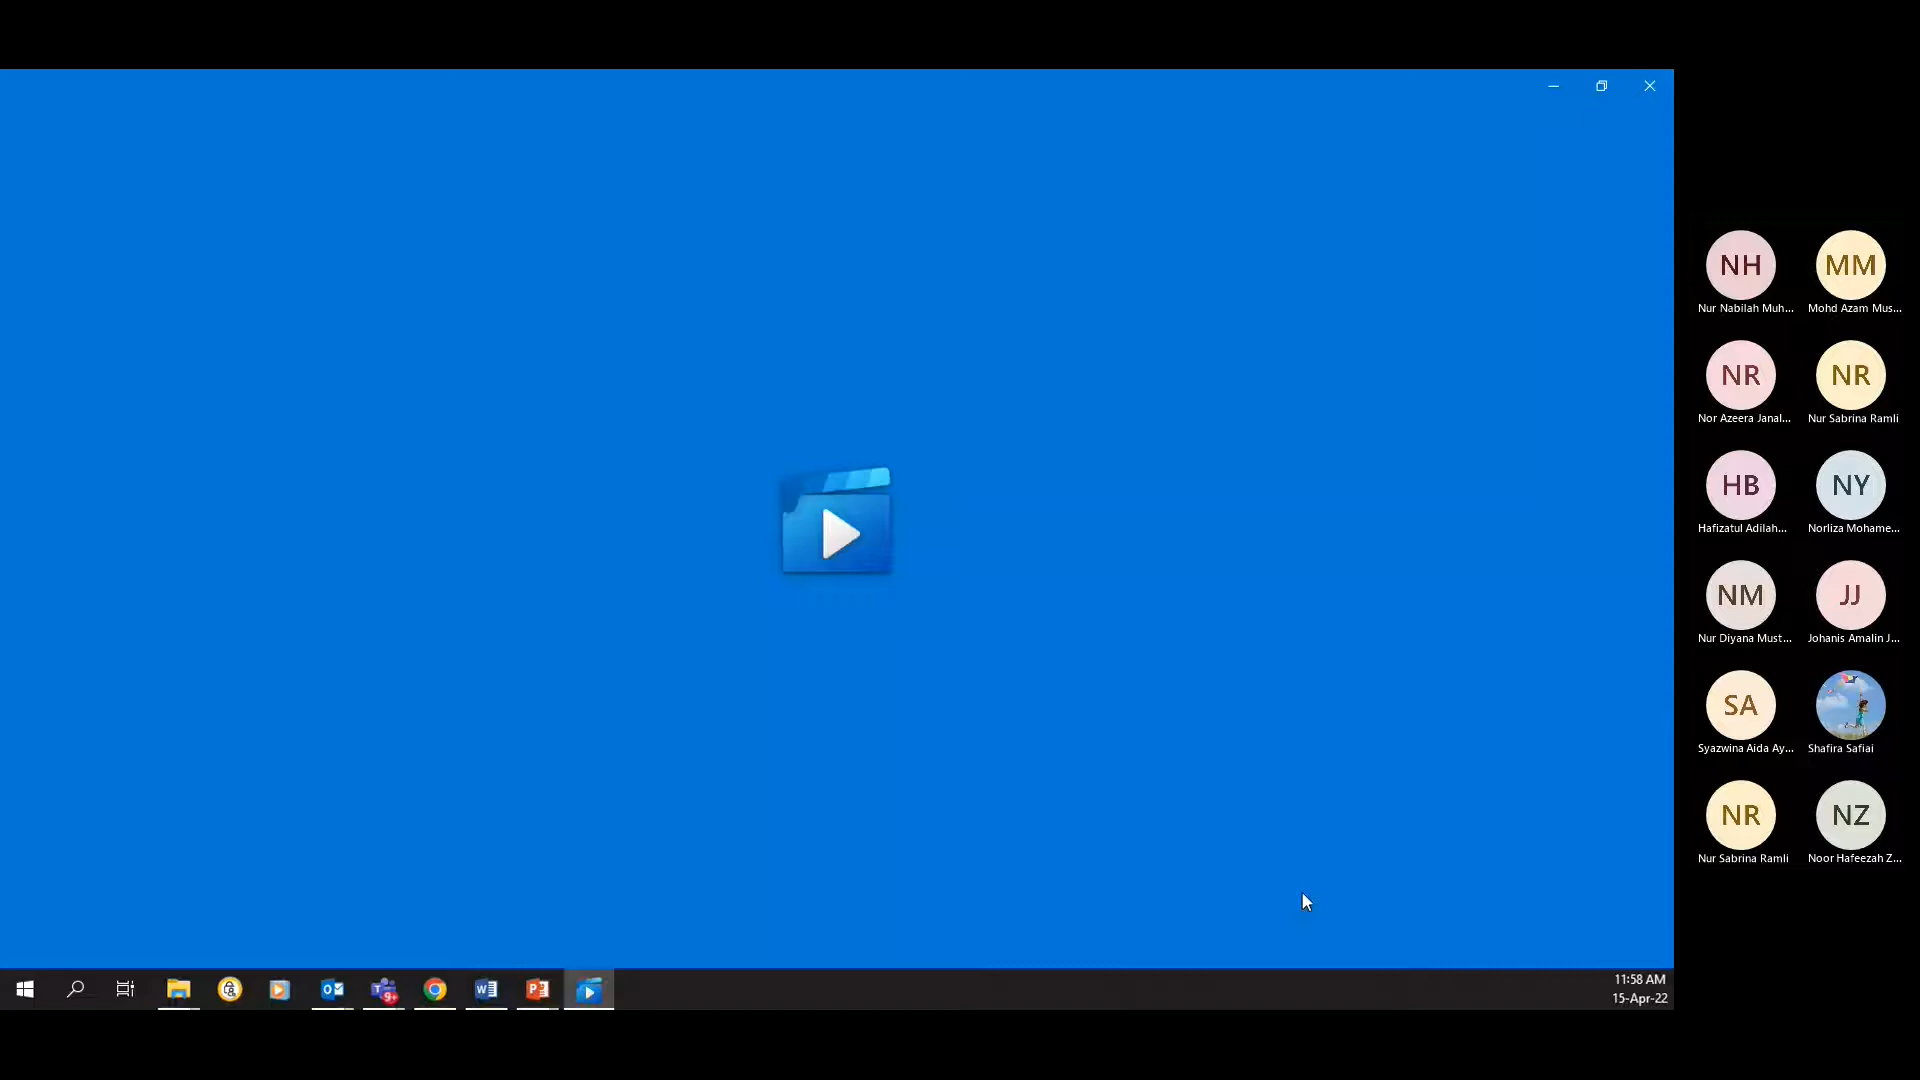 NH MM
Nur Nabilah Muh... Mohd Azam Mus...
NR NR
Nor Azeera Janal... Nur Sabrina Ramli
HB NY
Hafizatul Adilah... Norliza Mohame...
NM JJ
Nur Diyana Must... Johanis Amalin J...
SA
Syazwina Aida Ay... Shafira Safiai
NR NZ
Nur Sabrina Ramli Noor Hafeezah Z...
9+
11:58 AM
15-Apr-22